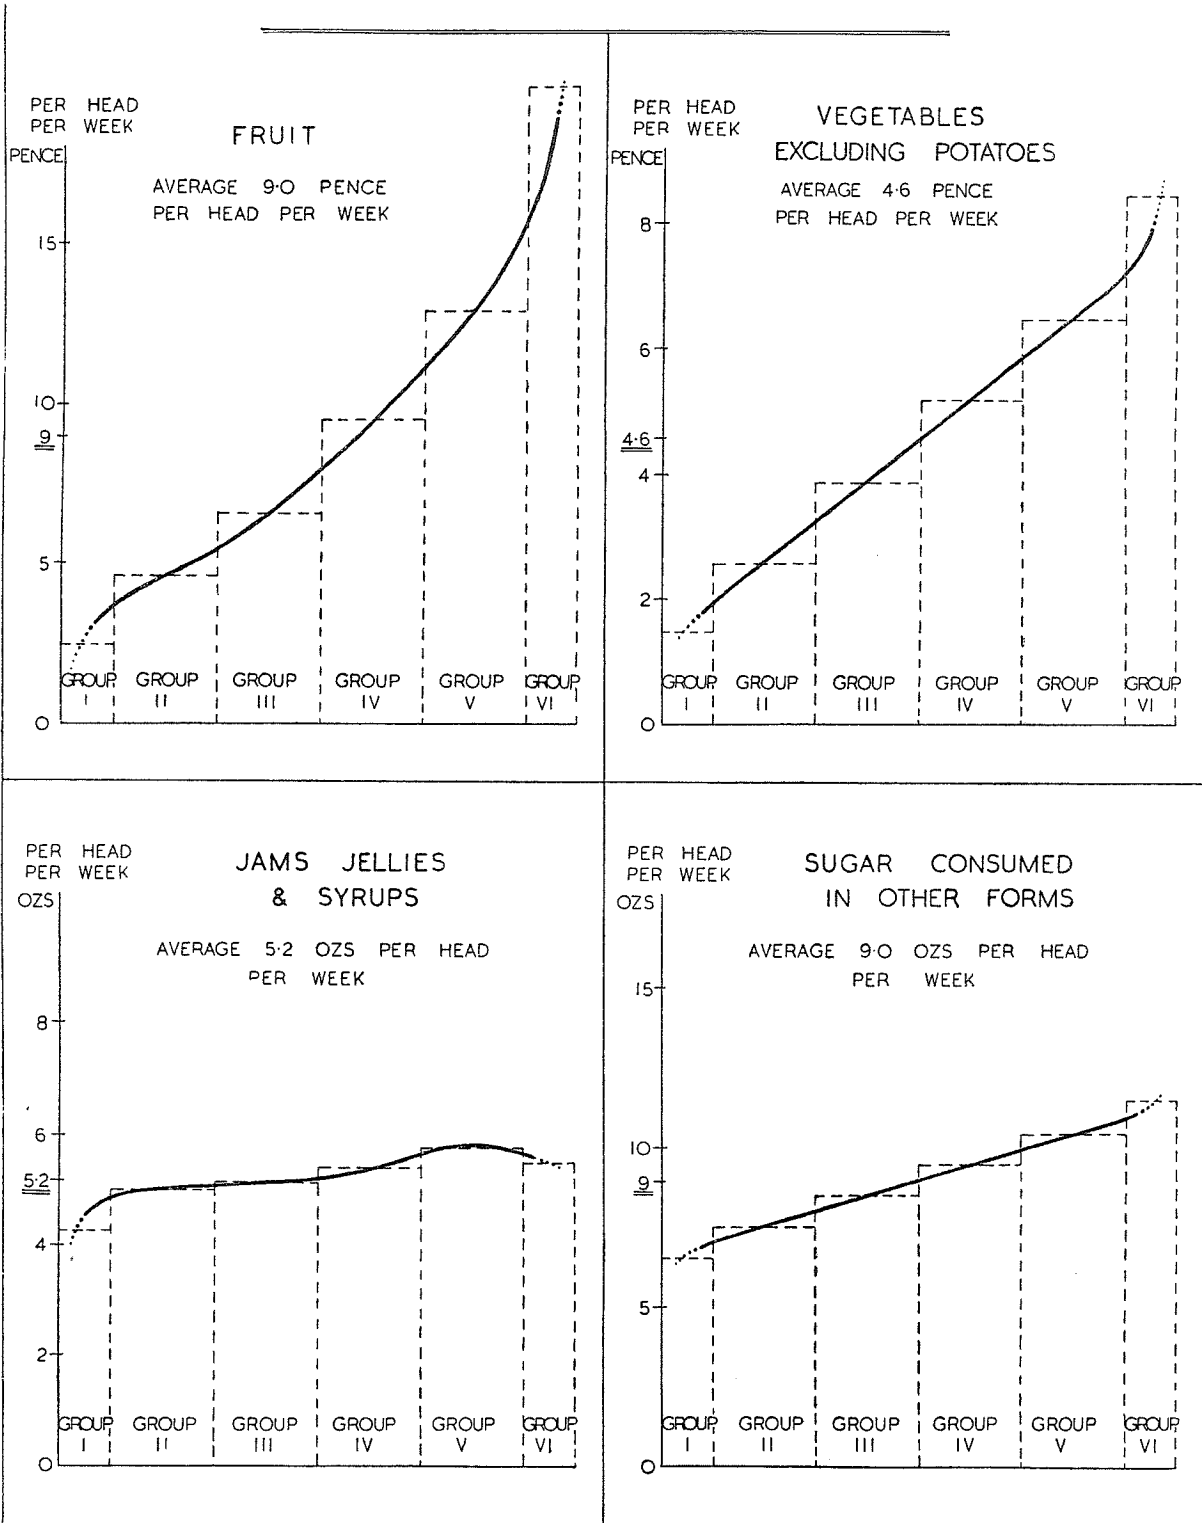 PER HEAD
PER WEEK
PENCE
FRUIT
AVERAGE 9·0 PENCE
PER HEAD PER WEEK
15
10
9
5
0
GROUP I
GROUP II
GROUP III
GROUP IV
GROUP V
GROUP VI
PER HEAD
PER WEEK
PENCE
VEGETABLES
EXCLUDING POTATOES
AVERAGE 4·6 PENCE
PER HEAD PER WEEK
8
6
4·6
4
2
0
GROUP I
GROUP II
GROUP III
GROUP IV
GROUP V
GROUP VI
PER HEAD
PER WEEK
OZS
JAMS JELLIES
& SYRUPS
AVERAGE 5·2 OZS PER HEAD
PER WEEK
8
6
5·2
4
2
0
GROUP I
GROUP II
GROUP III
GROUP IV
GROUP V
GROUP VI
PER HEAD
PER WEEK
OZS
SUGAR CONSUMED
IN OTHER FORMS
AVERAGE 9·0 OZS PER HEAD
PER WEEK
15
10
9
5
0
GROUP I
GROUP II
GROUP III
GROUP IV
GROUP V
GROUP VI